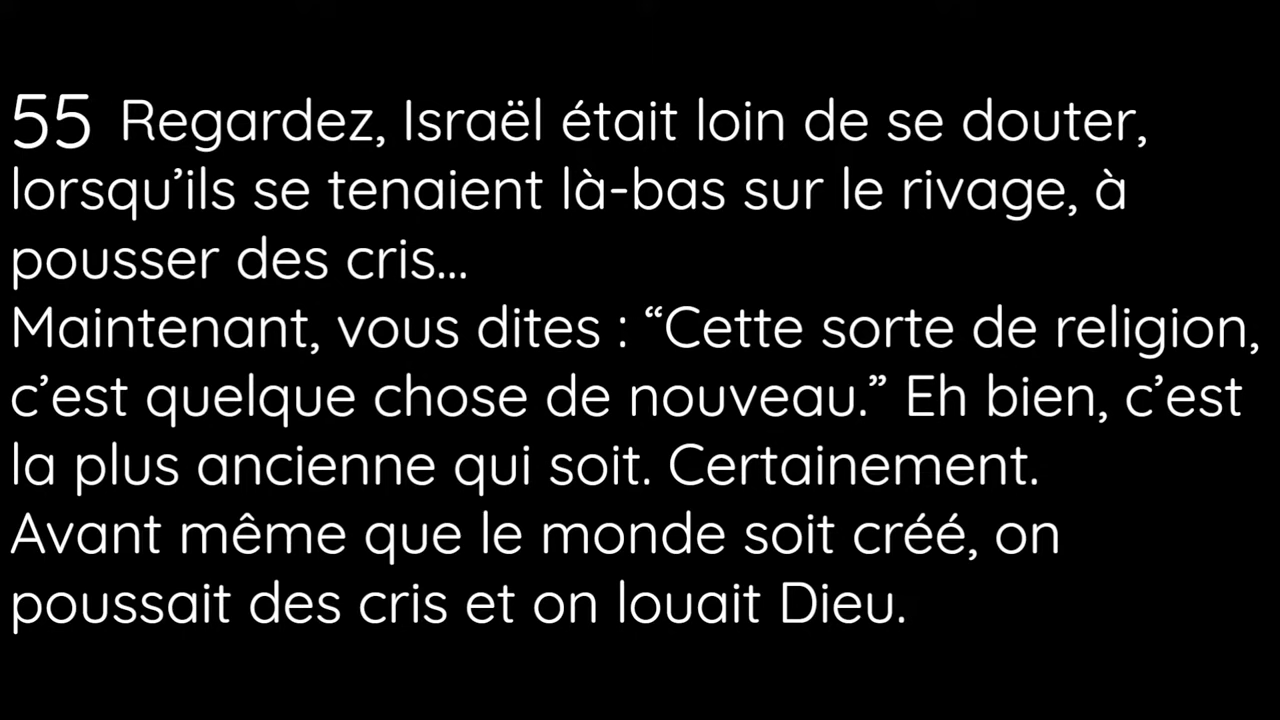 55 Regardez, Israël était loin de se douter,
lorsqu’ils se tenaient là-bas sur le rivage, à
pousser des cris...
Maintenant, vous dites : “Cette sorte de religion,
c’est quelque chose de nouveau.” Eh bien, c’est
la plus ancienne qui soit. Certainement.
Avant même que le monde soit créé, on
poussait des cris et on louait Dieu.